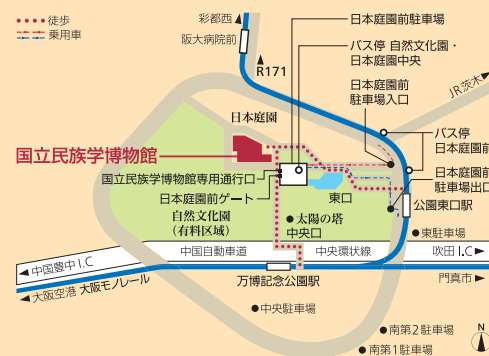 徒歩
乗用車
彩都西
阪大病院前
R171
日本庭園前駐車場
バス停 自然文化園・
日本庭園中央
日本庭園前
駐車場入口
JR茨木
日本庭園
国立民族学博物館
バス停
日本庭園前
国立民族学博物館専用通行口
日本庭園前ゲート
日本庭園前
駐車場出口
自然文化園
(有料区域)
東口
公園東口駅
太陽の塔
中央口
東駐車場
中国自動車道
中央環状線
吹田 I.C
中国豊中 I.C
大阪空港 大阪モノレール
万博記念公園駅
門真市
中央駐車場
南第2駐車場
南第1駐車場
N